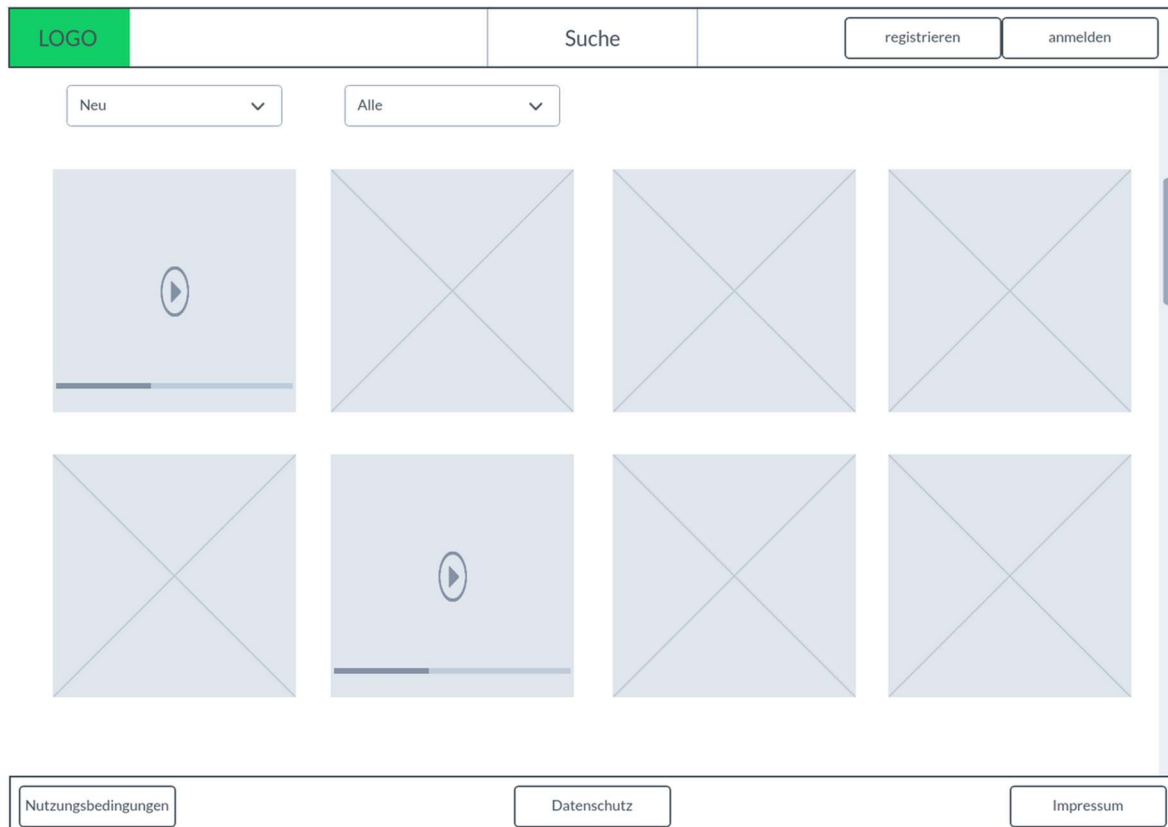 LOGO
Suche
registrieren
anmelden
Neu
Alle
Nutzungsbedingungen
Datenschutz
Impressum